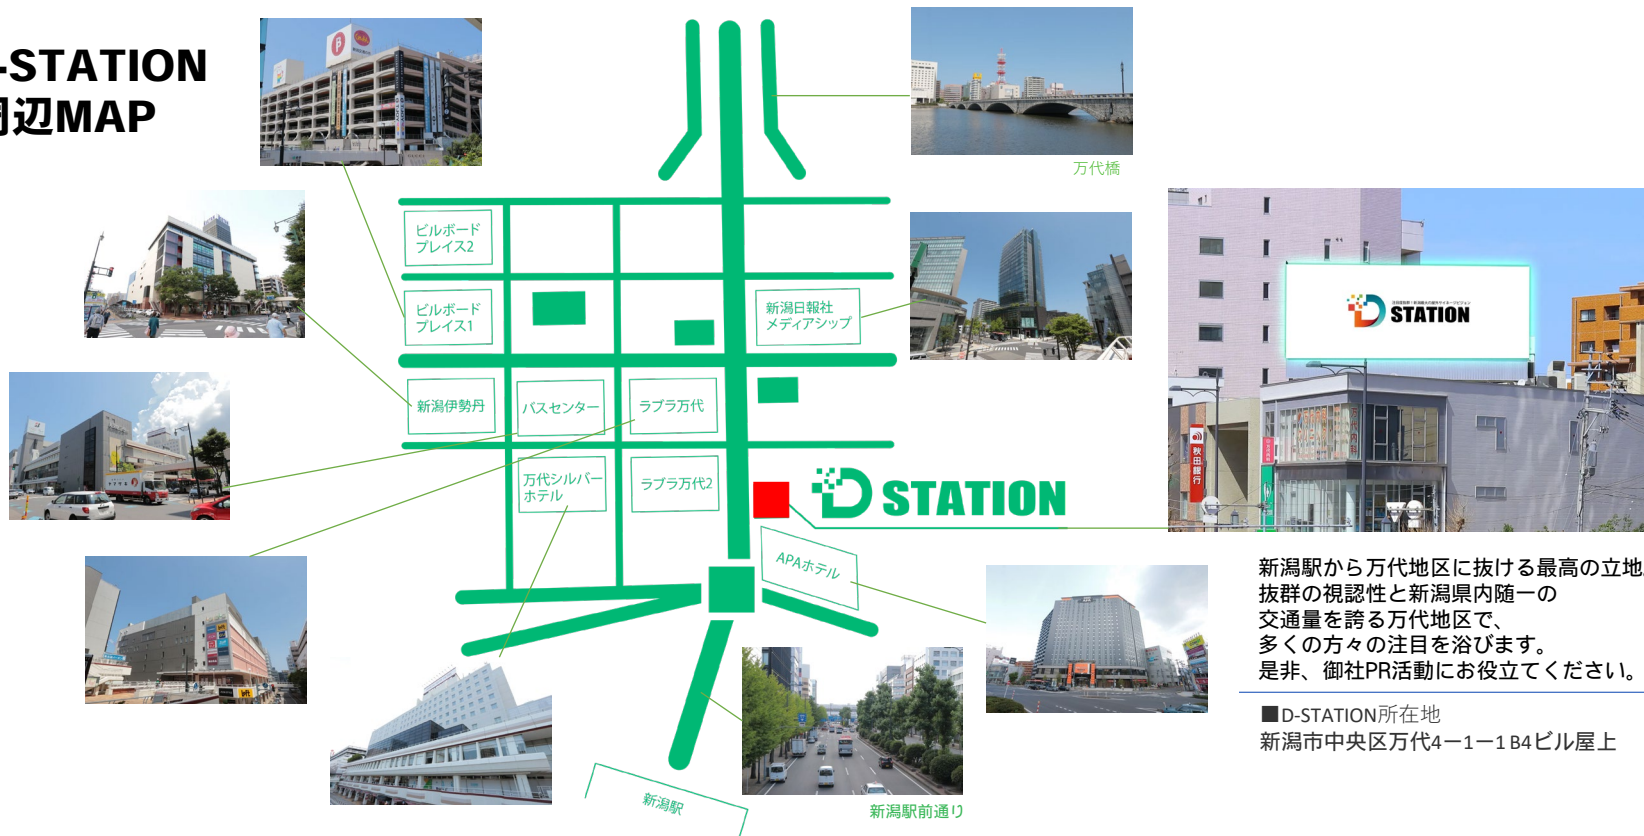 -STATION
周辺MAP
万代橋
ビルボード
プレイス2
ビルボード
プレイス1
新潟日報社
メディアシップ
新潟伊勢丹
バスセンター
ラブラ万代
万代シルバー
ホテル
ラブラ万代2
D STATION
APAホテル
新潟駅
新潟駅前通り
D STATION
秋田銀行
新潟駅から万代地区に抜ける最高の立地
抜群の視認性と新潟県内随一の
交通量を誇る万代地区で、
多くの方々の注目を浴びます。
是非、御社PR活動にお役立てください。
■D-STATION所在地
新潟市中央区万代4ー1ー1 B4ビル屋上